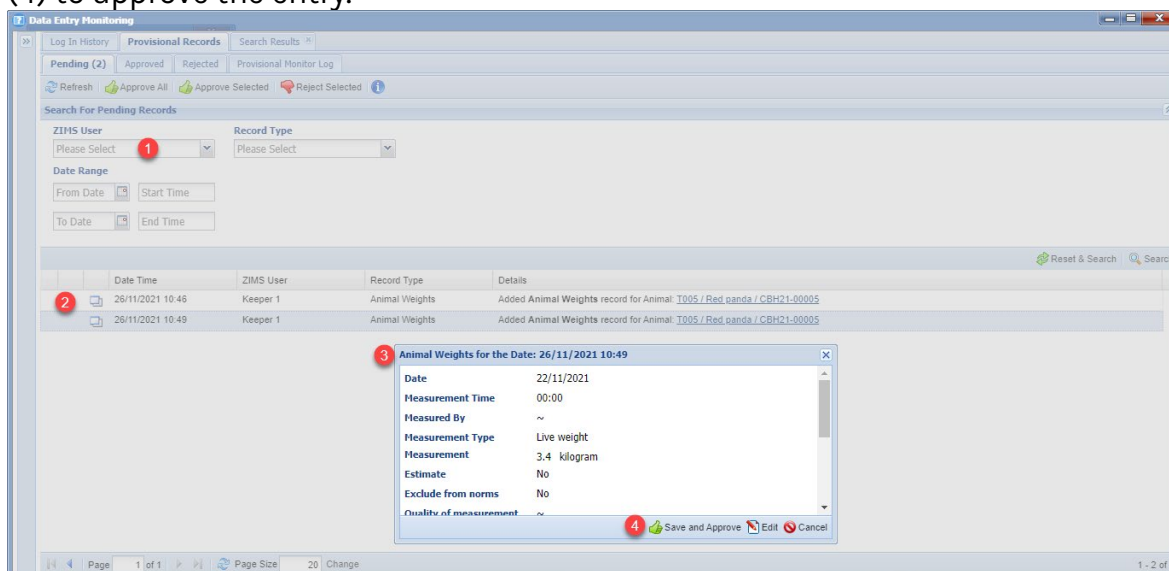 (4) to approve the entry.
Data Entry Monitoring
Log In History Provisional Records Search Results
Pending (2) Approved Rejected Provisional Monitor Log
Refresh Approve All Approve Selected Reject Selected
Search For Pending Records
ZIMS User Record Type
Please Select 1 Please Select
Date Range
From Date Start Time
To Date End Time
Reset & Search Searc
Date Time ZIMS User Record Type Details
2 26/11/2021 10:46 Keeper 1 Animal Weights Added Animal Weights record for Animal: T005 / Red panda / CBH21-00005
26/11/2021 10:49 Keeper 1 Animal Weights Added Animal Weights record for Animal: T005 / Red panda / CBH21-00005
3 Animal Weights for the Date: 26/11/2021 10:49
Date 22/11/2021
Measurement Time 00:00
Measured By ~
Measurement Type Live weight
Measurement 3.4 kilogram
Estimate No
Exclude from norms No
Quality of measurement ~
4 Save and Approve Edit Cancel
Page 1 of 1 Page Size 20 Change 1 - 2 of